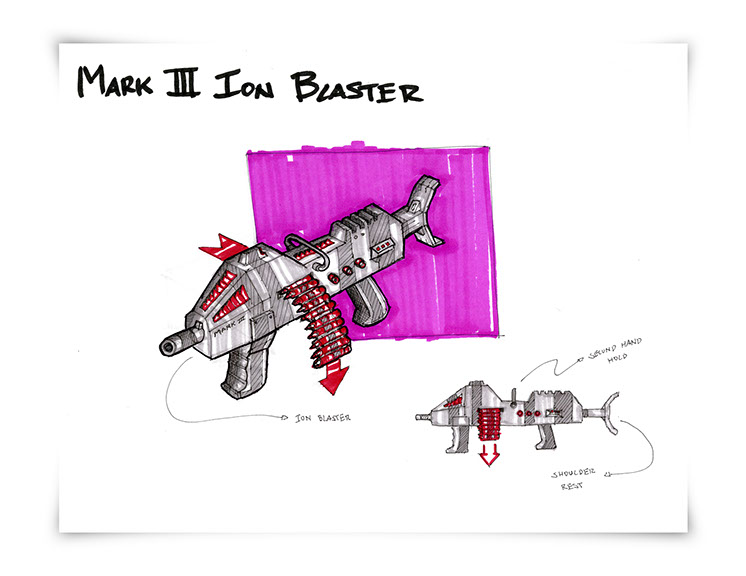 MARK III ION BLASTER
MARK III
ION BLASTER
SECOND HAND
HOLD
SHOULDER
REST